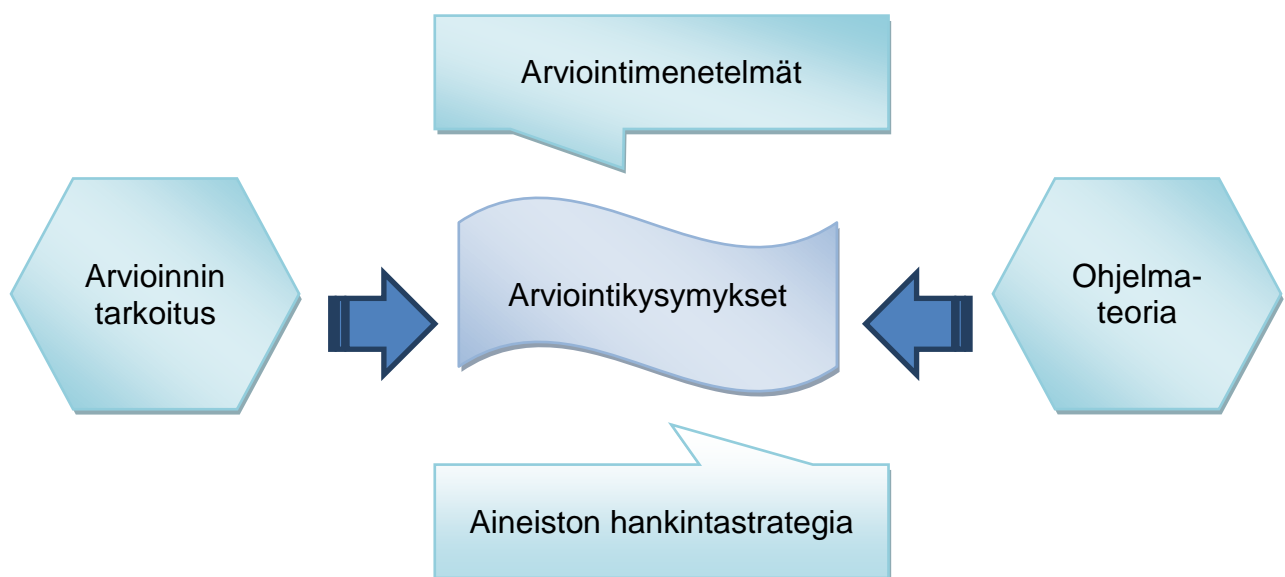 Arviointimenetelmät
Arvioinnin
tarkoitus
Arviointikysymykset
Ohjelma-
teoria
Aineiston hankintastrategia